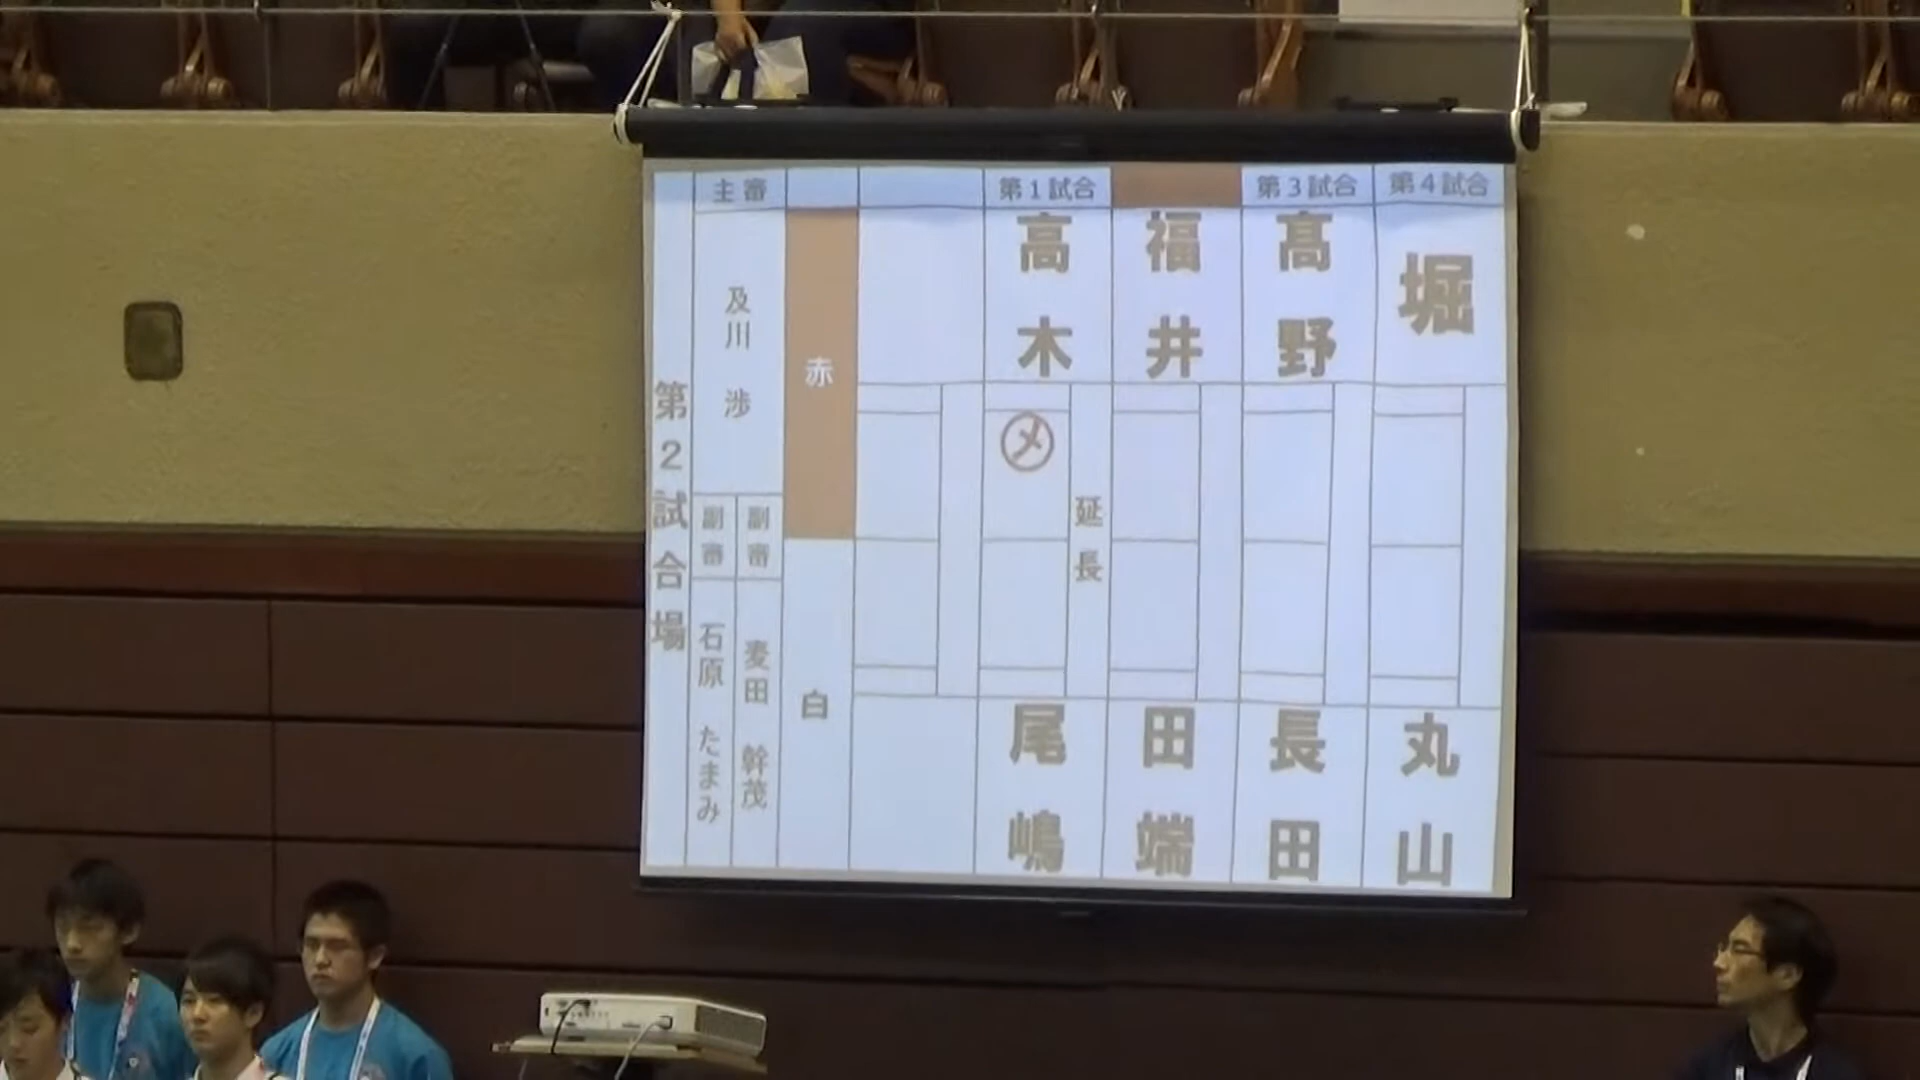 第2試合場
主審
及川 渉
副審
石原 たまみ
副審
麦田 幹茂
赤
白
第1試合
高木
メ
延長
尾嶋
福井
田端
第3試合
髙野
長田
第4試合
堀
丸山